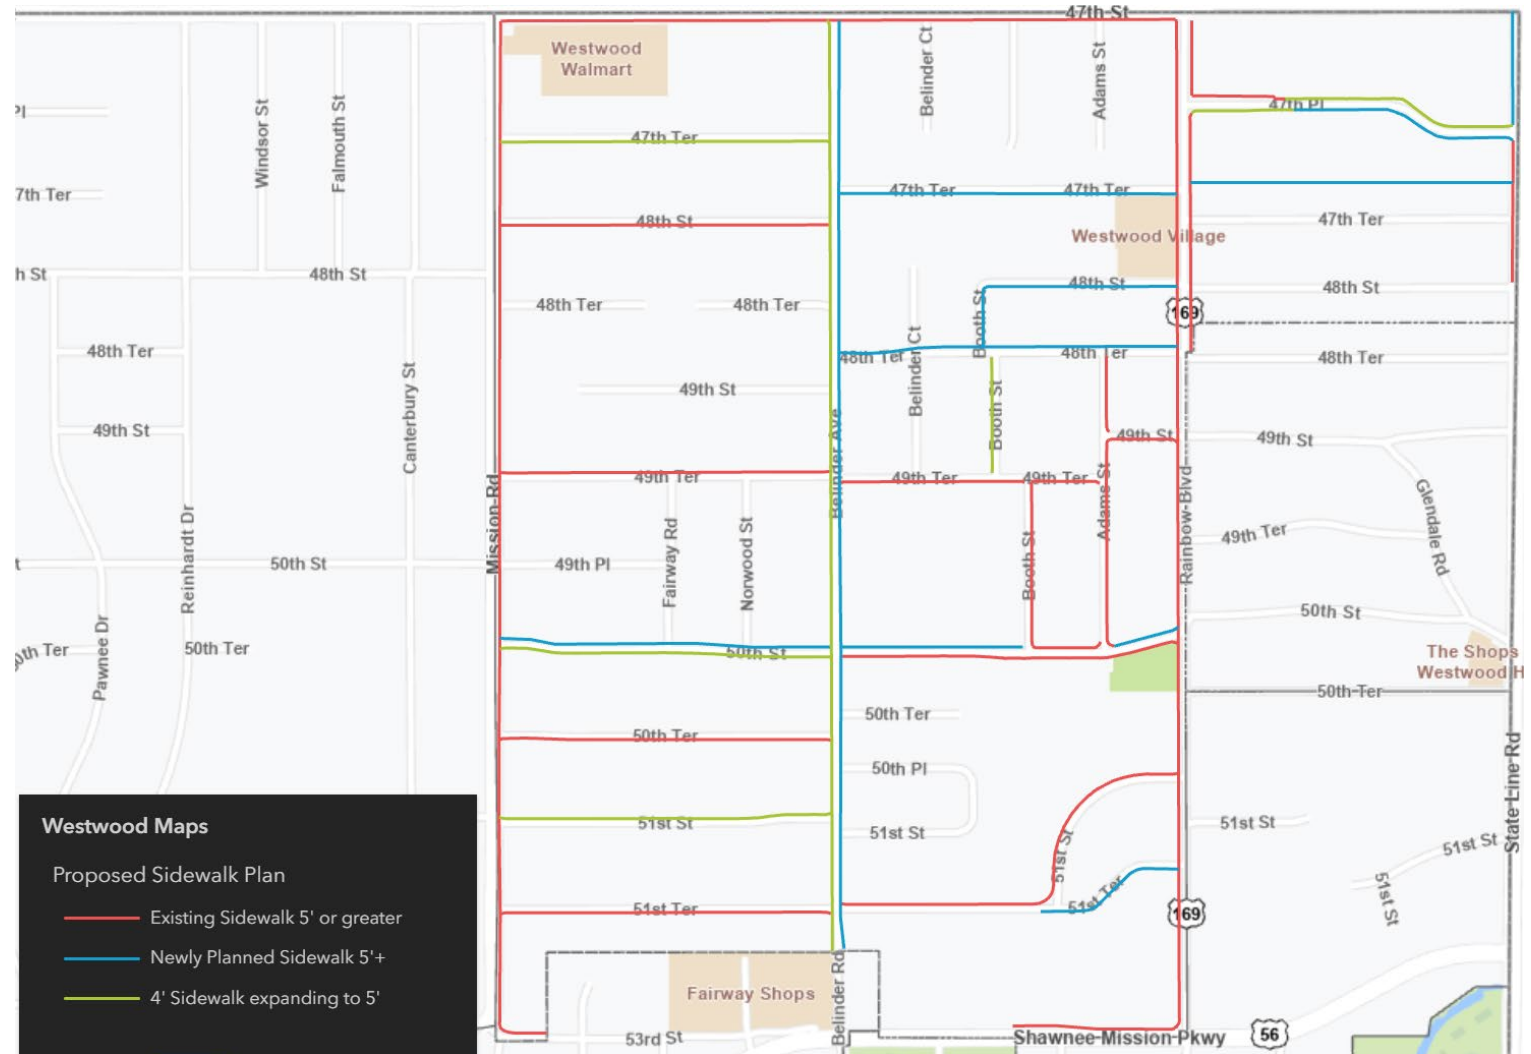 47th St
Westwood
Walmart
Belinder Ct
Adams St
Windsor St
Falmouth St
Pl
47th Pl
47th Ter
7th Ter
47th Ter
47th Ter
47th Ter
48th St
Westwood Village
h St
48th St
48th St
48th St
48th Ter
48th Ter
Booth St
169
48th Ter
48th Ter
48th Ter
48th Ter
Belinder Ct
Canterbury St
49th St
Booth St
49th St
49th St
49th St
Belinder Ave
49th Ter
49th Ter
49th Ter
Adams St
Mission Rd
Rainbow Blvd
Glendale Rd
Reinhardt Dr
Fairway Rd
Norwood St
49th Ter
t
50th St
49th Pl
Booth St
50th St
Pawnee Dr
0th Ter
50th Ter
50th St
The Shops
Westwood H
50th Ter
50th Ter
50th Ter
50th Pl
State Line Rd
51st St
51st St
51st St
51st St
51st St
51st St
51st Ter
51st Ter
169
Westwood Maps
Proposed Sidewalk Plan
Existing Sidewalk 5' or greater
Newly Planned Sidewalk 5'+
4' Sidewalk expanding to 5'
Fairway Shops
Belinder Rd
53rd St
Shawnee Mission Pkwy
56